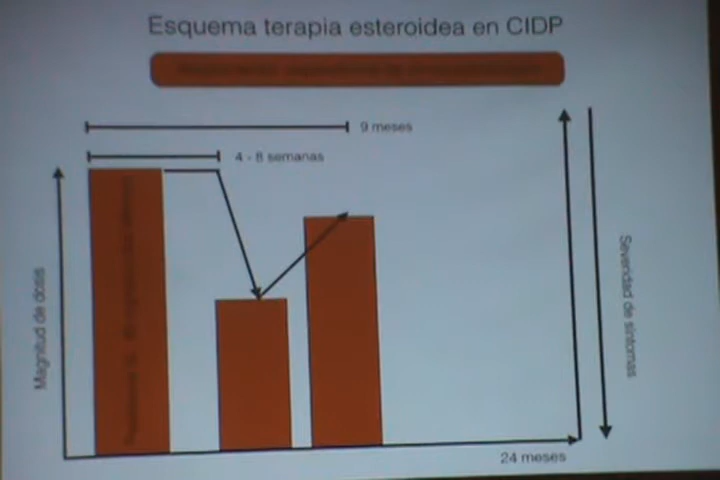 Esquema terapia esteroidea en CIDP
9 meses
4 - 8 semanas
Magnitud de dosis
Severidad de síntomas
24 meses